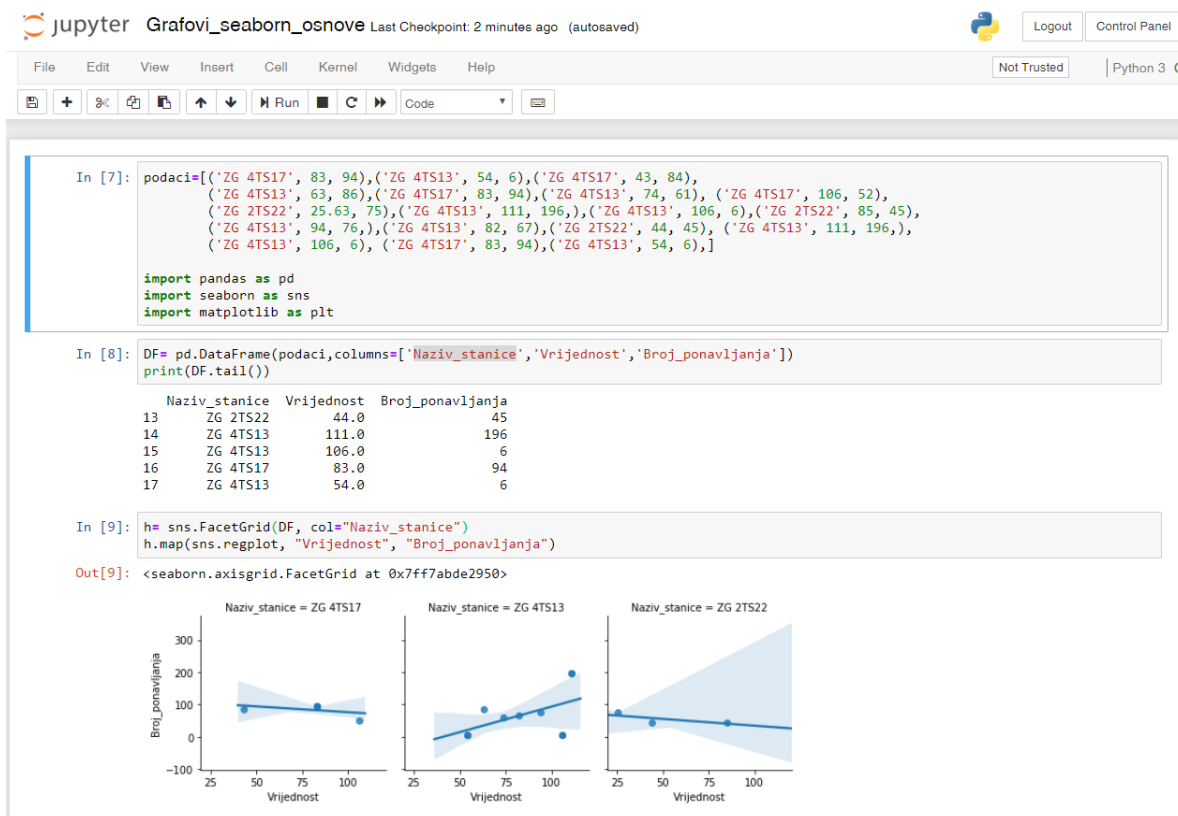 jupyter Grafovi_seaborn_osnove Last Checkpoint: 2 minutes ago (autosaved)
Logout Control Panel
File Edit View Insert Cell Kernel Widgets Help
Not Trusted Python 3
Run Code
In [7]: podaci=[('ZG 4TS17', 83, 94),('ZG 4TS13', 54, 6),('ZG 4TS17', 43, 84),
('ZG 4TS13', 63, 86),('ZG 4TS17', 83, 94),('ZG 4TS13', 74, 61), ('ZG 4TS17', 106, 52),
('ZG 2TS22', 25.63, 75),('ZG 4TS13', 111, 196,),('ZG 4TS13', 106, 6),('ZG 2TS22', 85, 45),
('ZG 4TS13', 94, 76,),('ZG 4TS13', 82, 67),('ZG 2TS22', 44, 45), ('ZG 4TS13', 111, 196,),
('ZG 4TS13', 106, 6), ('ZG 4TS17', 83, 94),('ZG 4TS13', 54, 6),]
import pandas as pd
import seaborn as sns
import matplotlib as plt
In [8]: DF= pd.DataFrame(podaci,columns=['Naziv_stanice','Vrijednost','Broj_ponavljanja'])
print(DF.tail())
Naziv_stanice Vrijednost Broj_ponavljanja
13 ZG 2TS22 44.0 45
14 ZG 4TS13 111.0 196
15 ZG 4TS13 106.0 6
16 ZG 4TS17 83.0 94
17 ZG 4TS13 54.0 6
In [9]: h= sns.FacetGrid(DF, col="Naziv_stanice")
h.map(sns.regplot, "Vrijednost", "Broj_ponavljanja")
Out[9]: <seaborn.axisgrid.FacetGrid at 0x7ff7abde2950>
Naziv_stanice = ZG 4TS17 Naziv_stanice = ZG 4TS13 Naziv_stanice = ZG 2TS22
Broj_ponavljanja
300
200
100
0
−100
25 50 75 100 25 50 75 100 25 50 75 100
Vrijednost Vrijednost Vrijednost